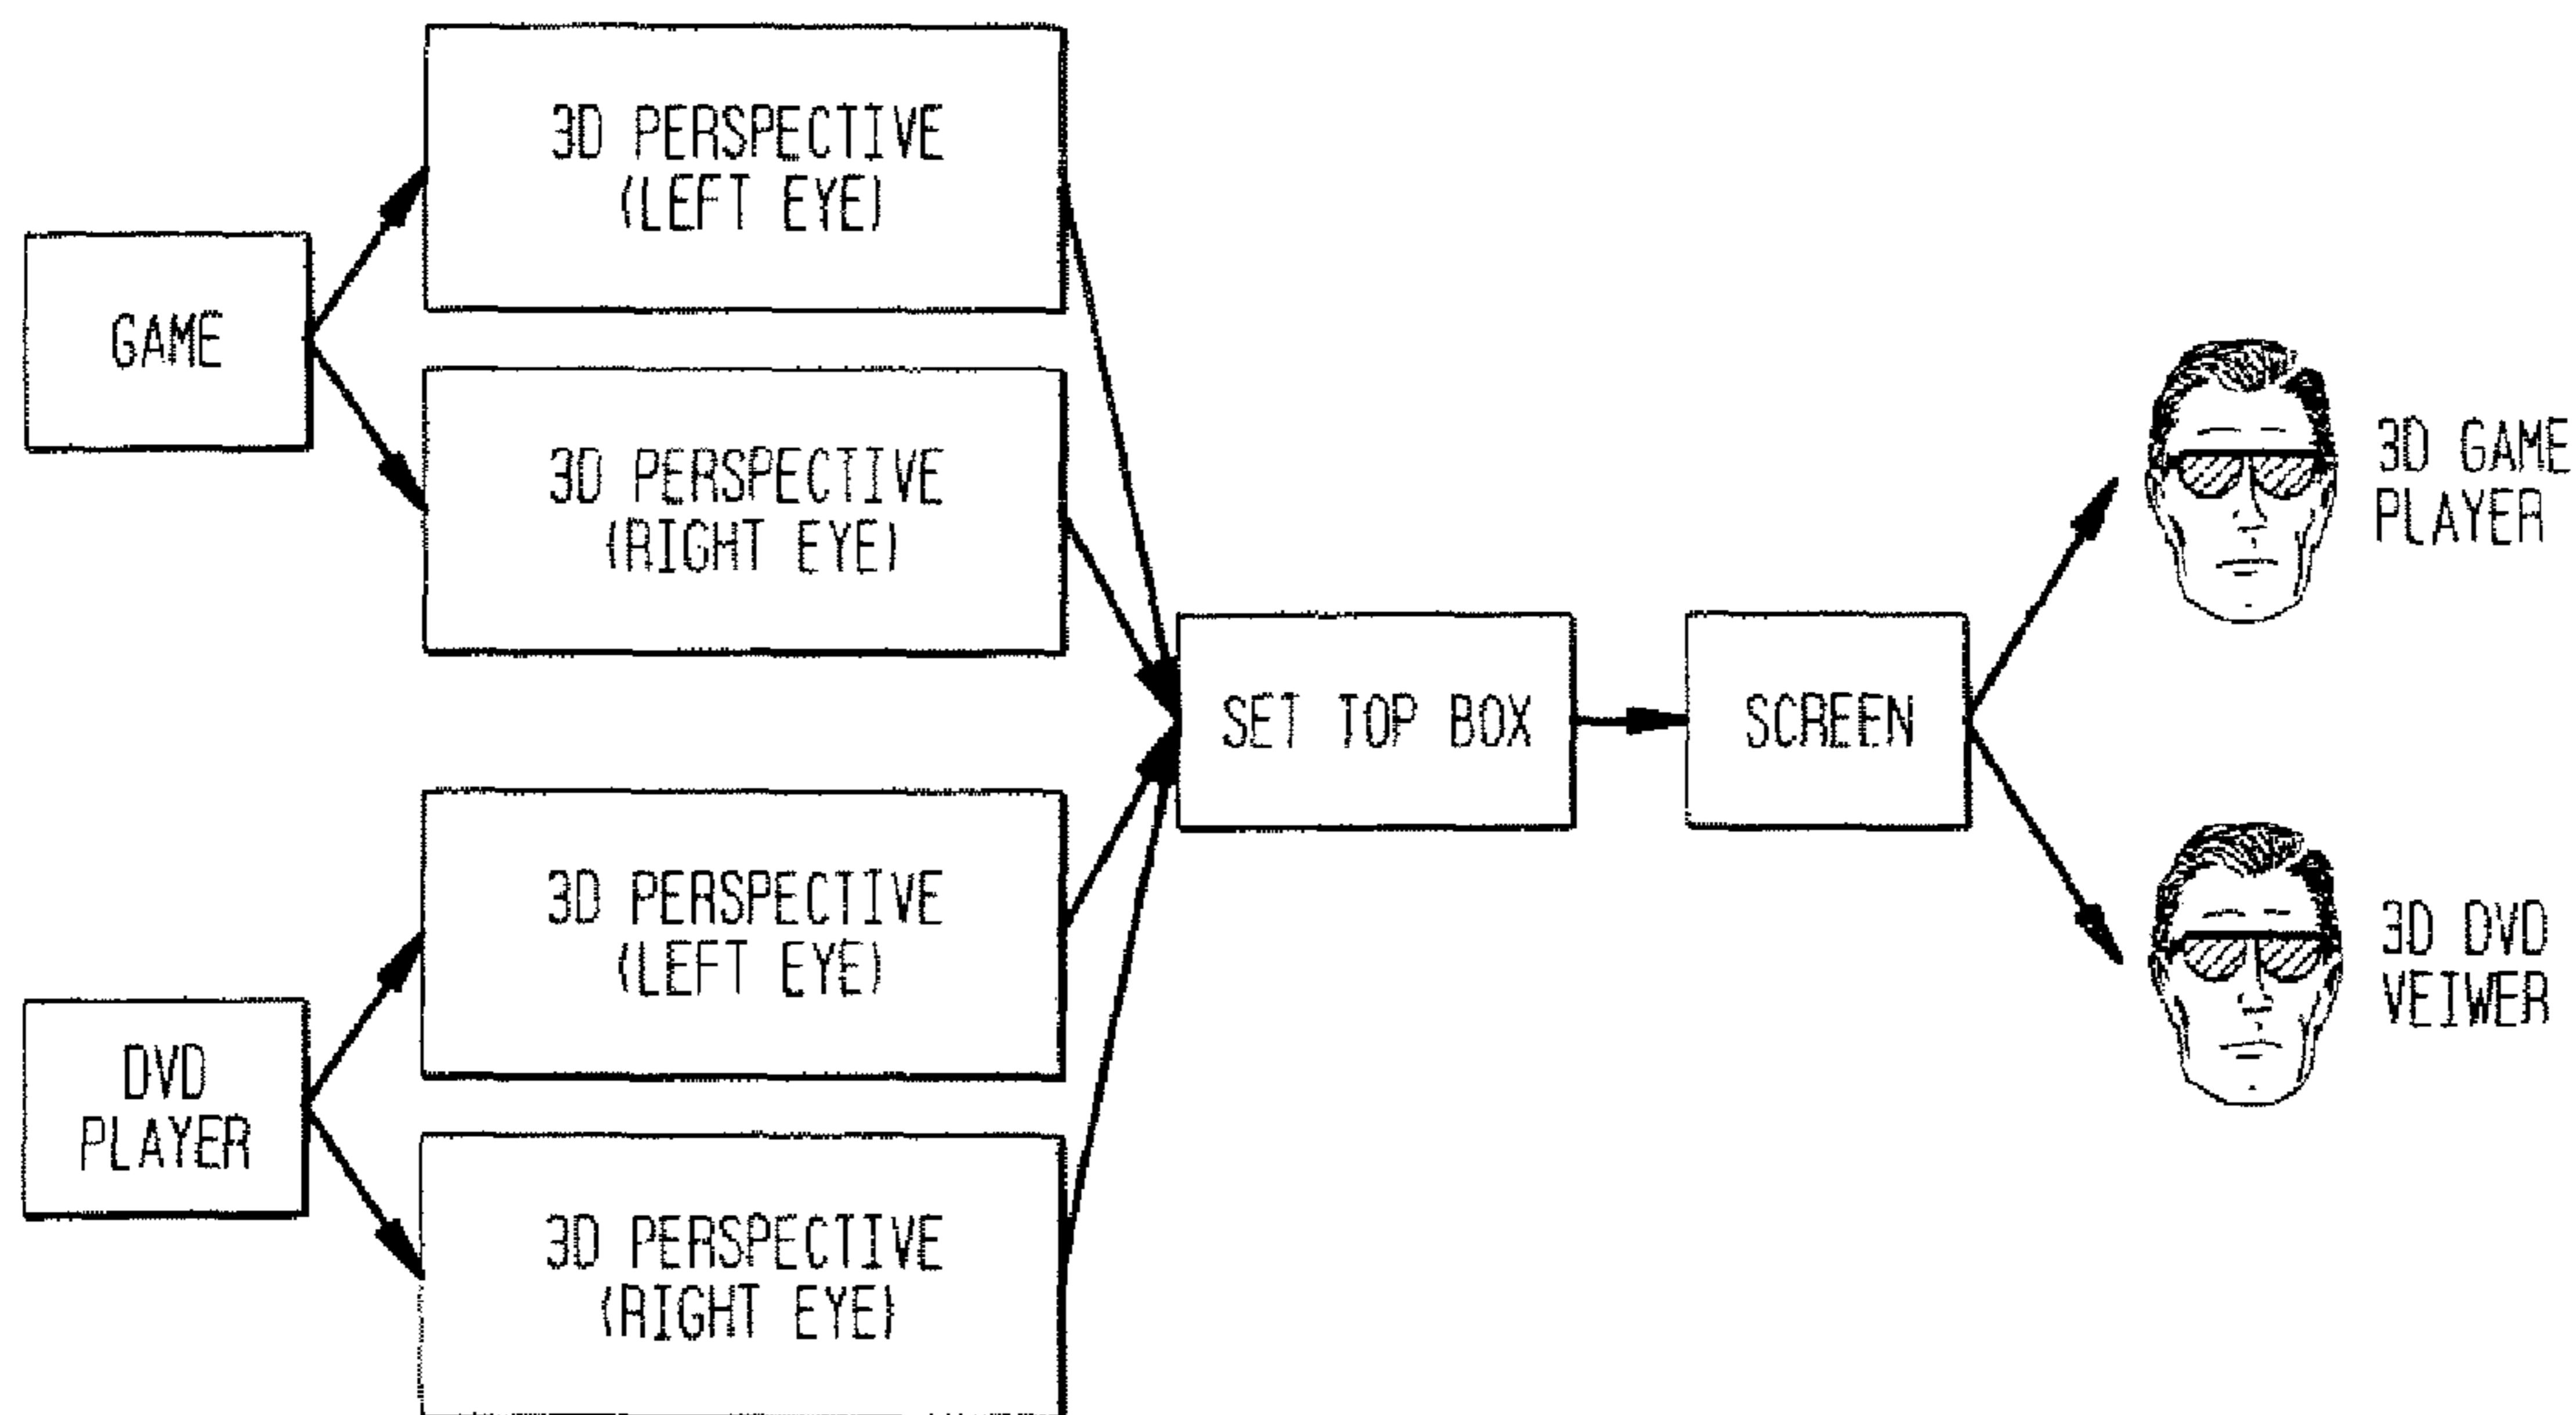 3D PERSPECTIVE
(LEFT EYE)
GAME
3D PERSPECTIVE
(RIGHT EYE)
3D GAME
PLAYER
SET TOP BOX
SCREEN
3D PERSPECTIVE
(LEFT EYE)
3D DVD
VEIWER
DVD
PLAYER
3D PERSPECTIVE
(RIGHT EYE)